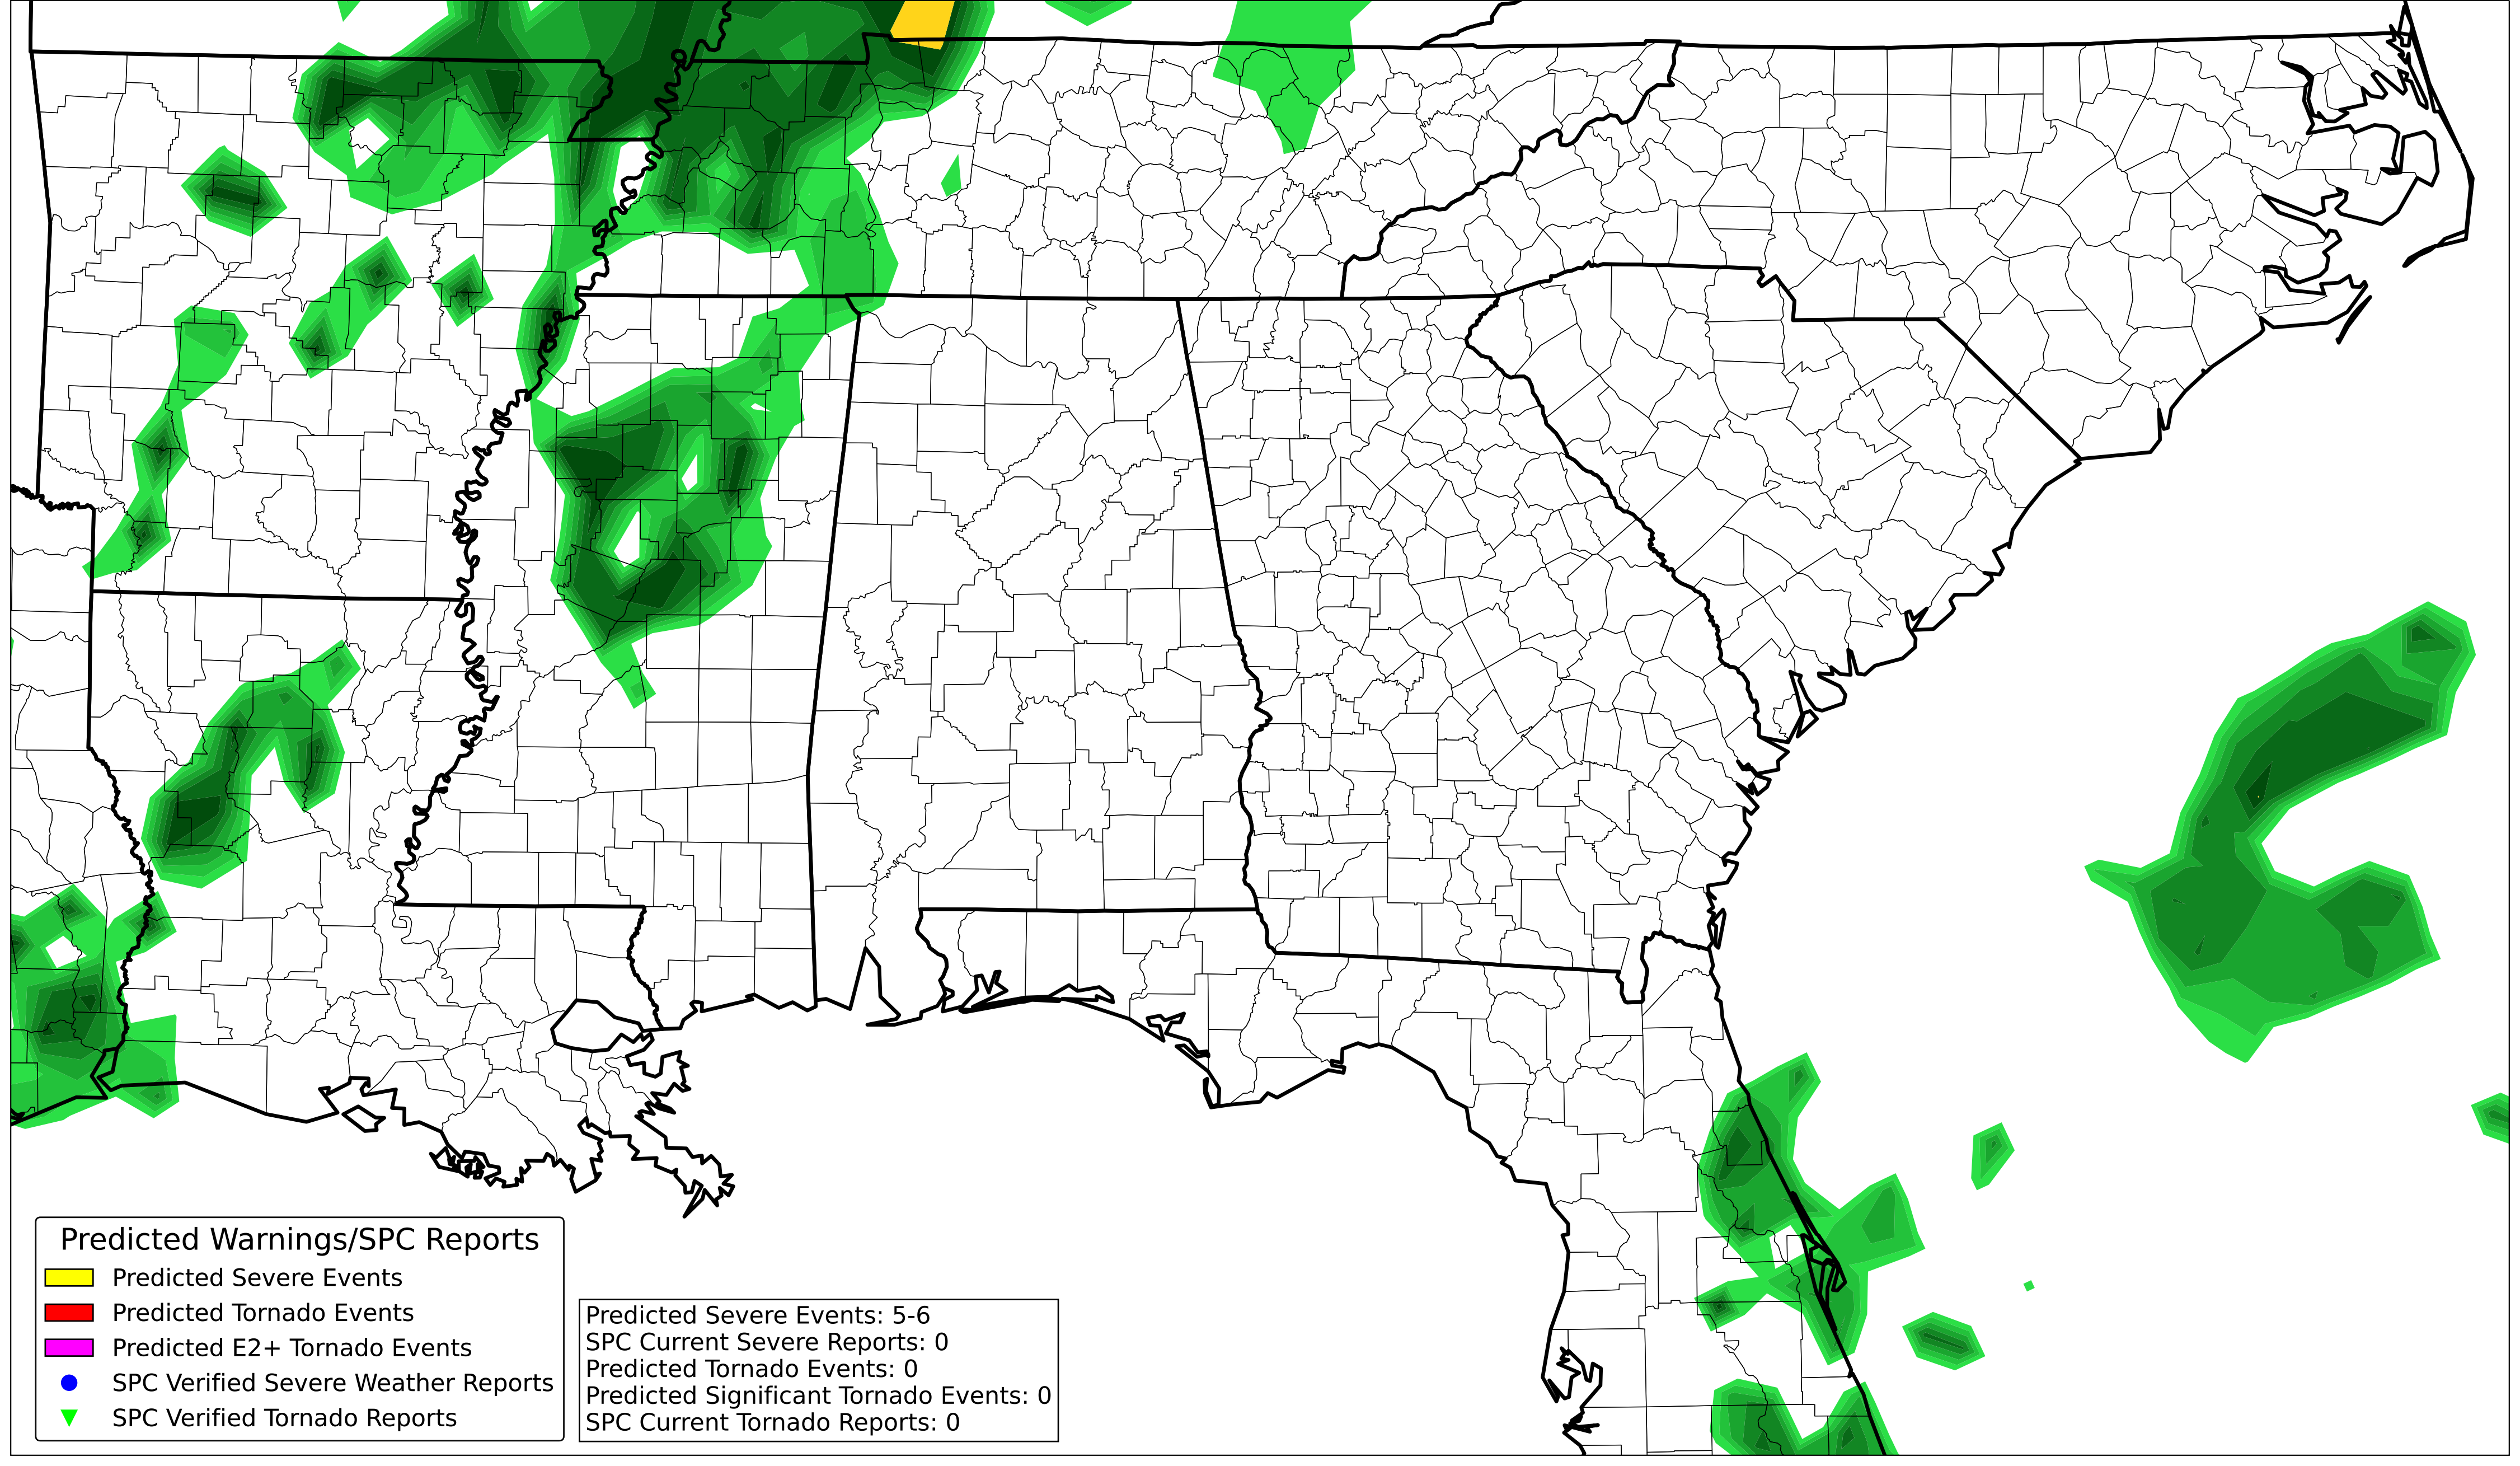 Predicted Warnings/SPC Reports
Predicted Severe Events
Predicted Tornado Events
Predicted E2+ Tornado Events
SPC Verified Severe Weather Reports
SPC Verified Tornado Reports
Predicted Severe Events: 5-6
SPC Current Severe Reports: 0
Predicted Tornado Events: 0
Predicted Significant Tornado Events: 0
SPC Current Tornado Reports: 0